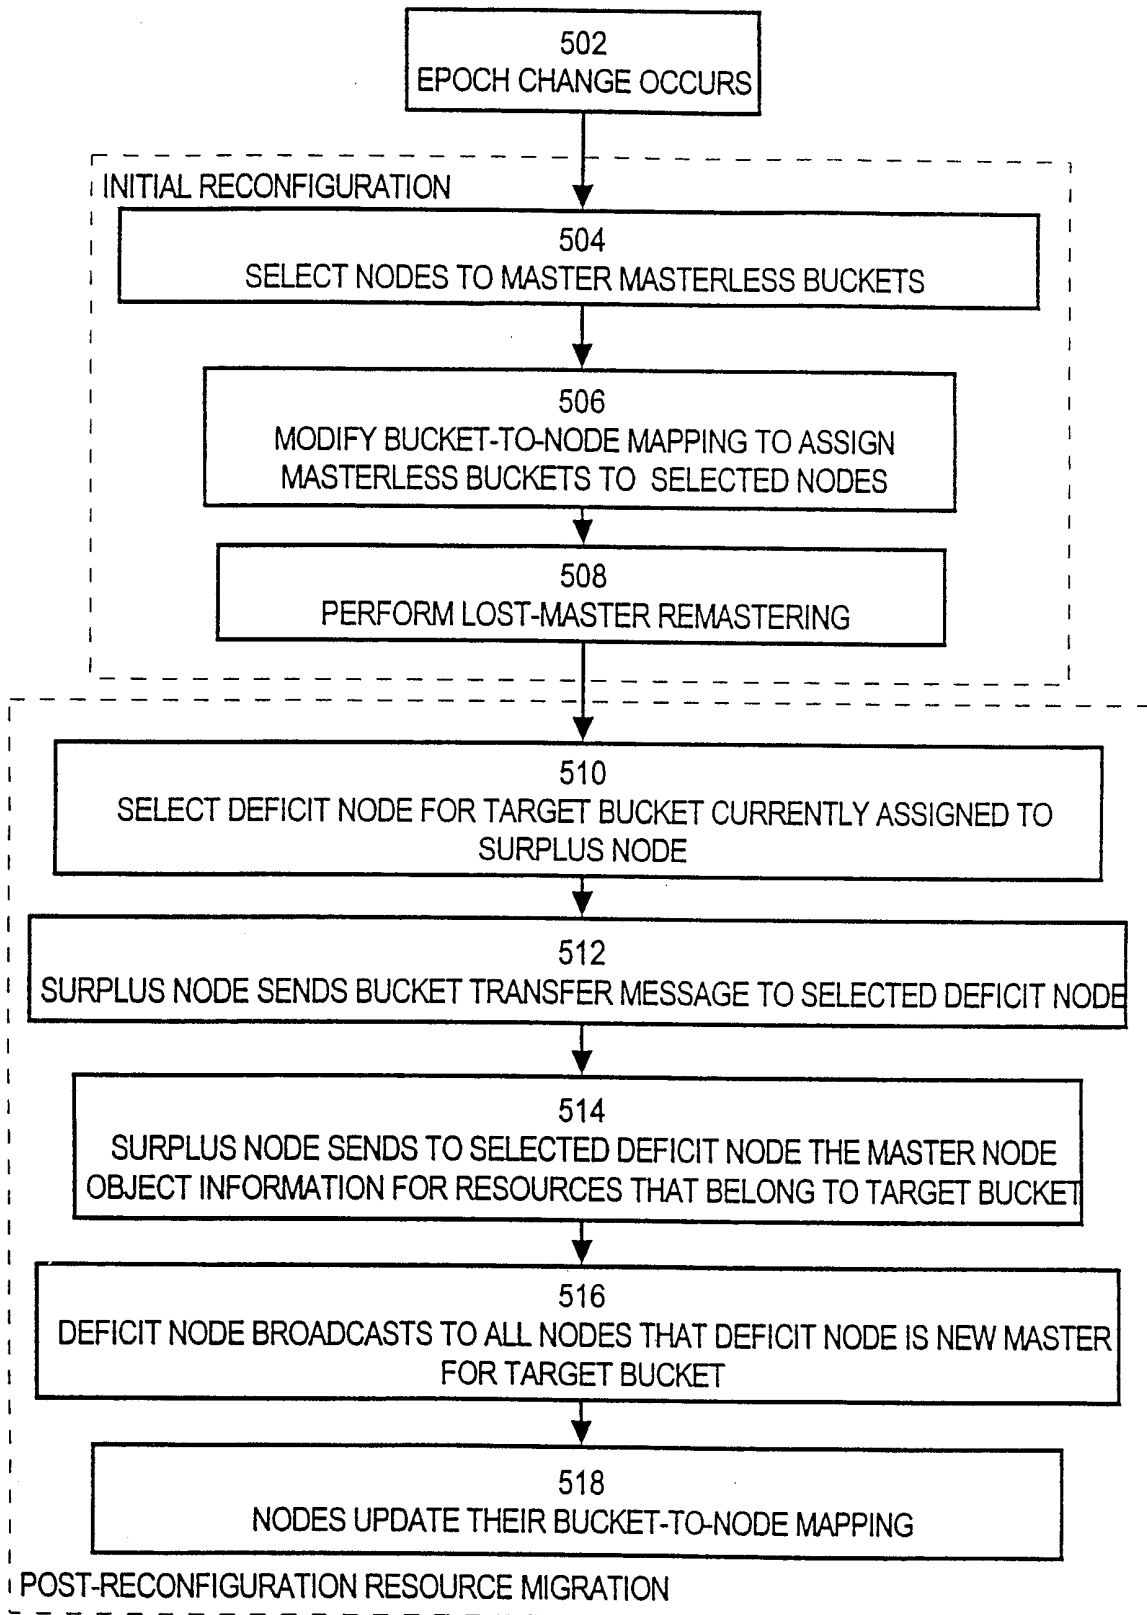 502
EPOCH CHANGE OCCURS
INITIAL RECONFIGURATION
504
SELECT NODES TO MASTER MASTERLESS BUCKETS
506
MODIFY BUCKET-TO-NODE MAPPING TO ASSIGN
MASTERLESS BUCKETS TO SELECTED NODES
508
PERFORM LOST-MASTER REMASTERING
510
SELECT DEFICIT NODE FOR TARGET BUCKET CURRENTLY ASSIGNED TO
SURPLUS NODE
512
SURPLUS NODE SENDS BUCKET TRANSFER MESSAGE TO SELECTED DEFICIT NODE
514
SURPLUS NODE SENDS TO SELECTED DEFICIT NODE THE MASTER NODE
OBJECT INFORMATION FOR RESOURCES THAT BELONG TO TARGET BUCKET
516
DEFICIT NODE BROADCASTS TO ALL NODES THAT DEFICIT NODE IS NEW MASTER
FOR TARGET BUCKET
518
NODES UPDATE THEIR BUCKET-TO-NODE MAPPING
POST-RECONFIGURATION RESOURCE MIGRATION